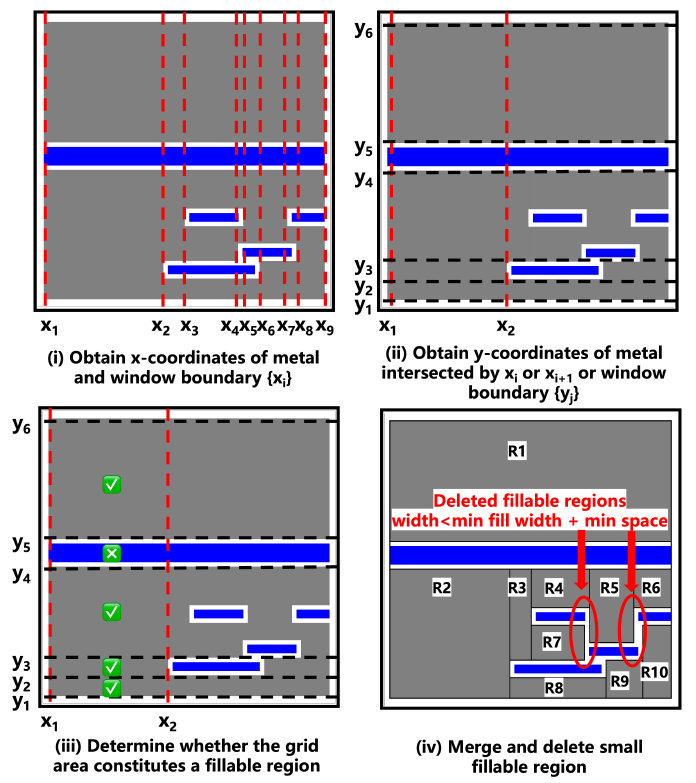 y₆
y₅
y₄
y₃
y₂
y₁
x₁ x₂ x₃ x₄ x₅ x₆ x₇ x₈ x₉
x₁ x₂
(i) Obtain x-coordinates of metal
and window boundary {xᵢ}
(ii) Obtain y-coordinates of metal
intersected by xᵢ or xᵢ₊₁ or window
boundary {yⱼ}
y₆
y₅
y₄
y₃
y₂
y₁
x₁ x₂
(iii) Determine whether the grid
area constitutes a fillable region
R1
Deleted fillable regions
width<min fill width + min space
R2 R3 R4 R5 R6
R7
R8 R9 R10
(iv) Merge and delete small
fillable region